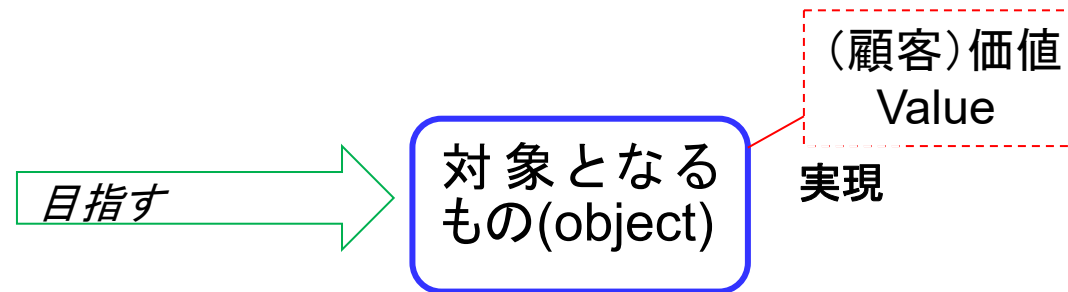 （顧客）価値
Value
対象となる
もの(object)
実現
目指す